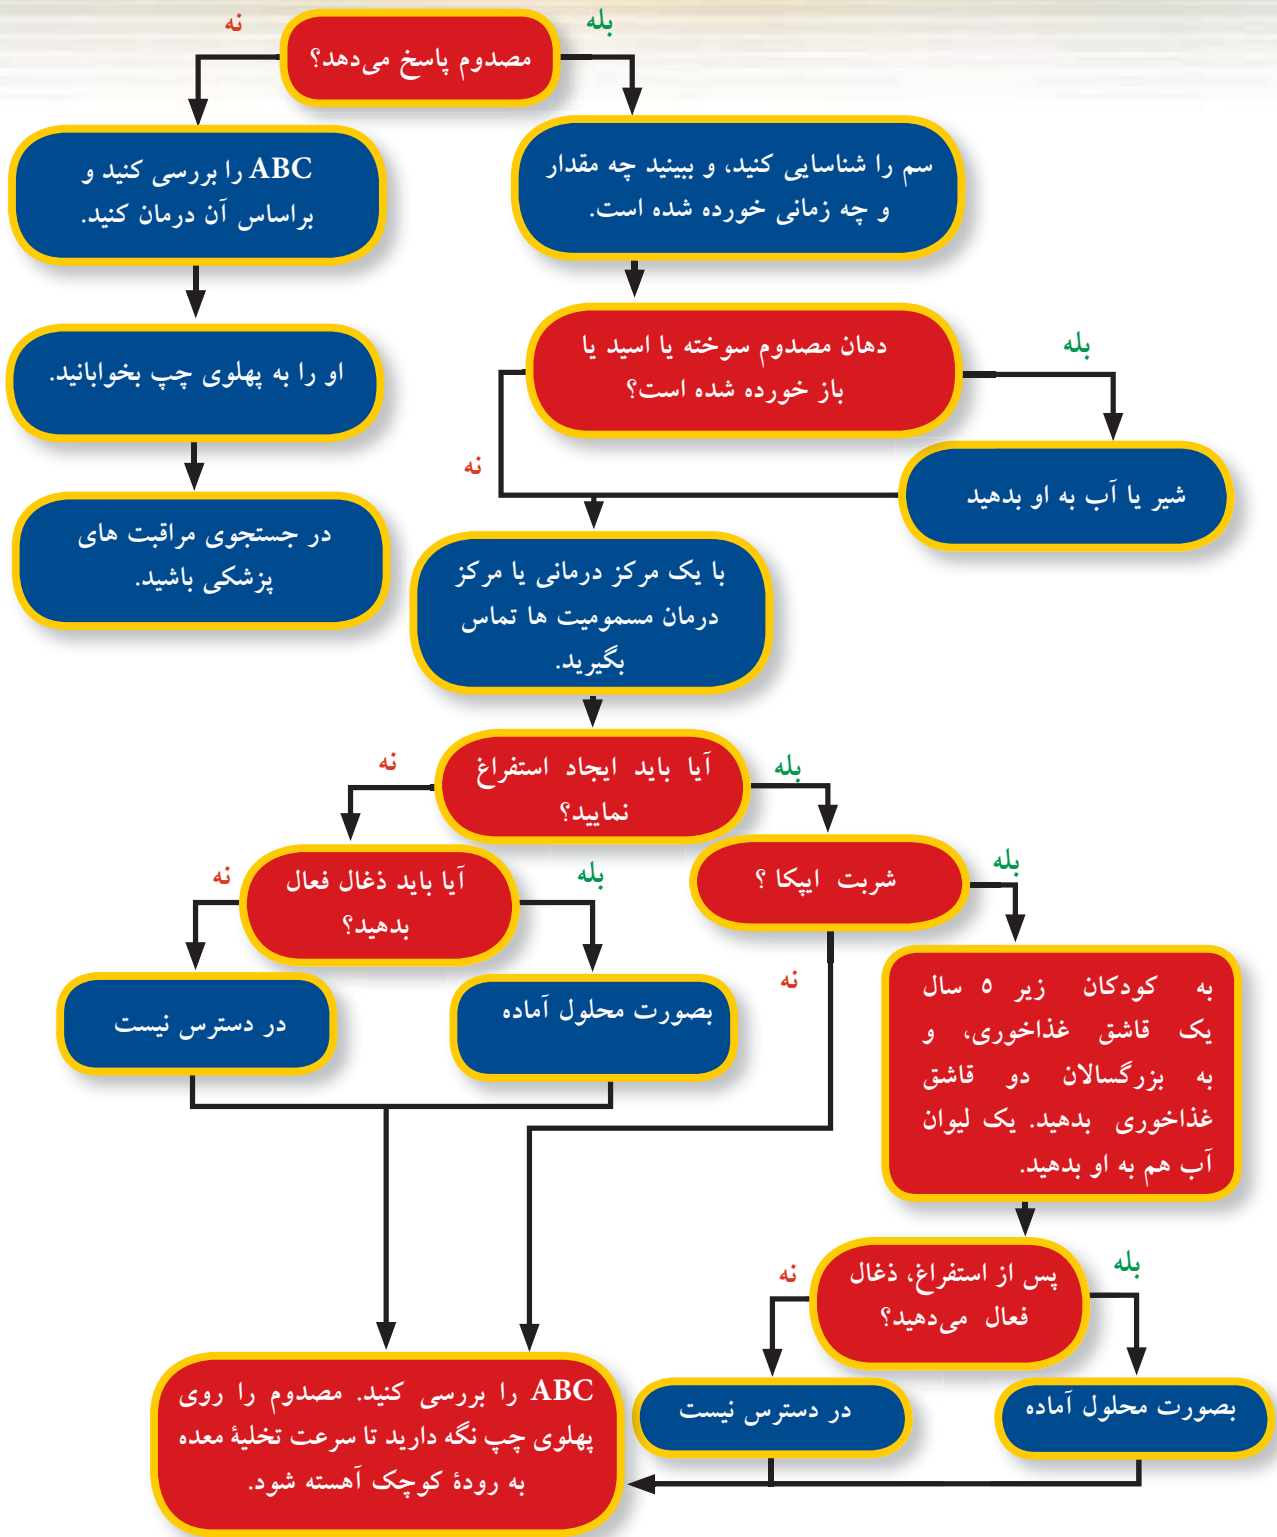 نه
بله
مصدوم پاسخ می‌دهد؟
سم را شناسایی کنید، و ببینید چه مقدار
و چه زمانی خورده شده است.
ABC را بررسی کنید و
براساس آن درمان کنید.
دهان مصدوم سوخته یا اسید یا
باز خورده شده است؟
بله
نه
او را به پهلوی چپ بخوابانید.
شیر یا آب به او بدهید
در جستجوی مراقبت های
پزشکی باشید.
با یک مرکز درمانی یا مرکز
درمان مسمومیت ها تماس
بگیرید.
آیا باید ایجاد استفراغ
نمایید؟
بله
نه
شربت ایپکا ؟
بله
نه
آیا باید ذغال فعال
بدهید؟
بله
نه
بصورت محلول آماده
در دسترس نیست
به کودکان زیر ۵ سال
یک قاشق غذاخوری، و
به بزرگسالان دو قاشق
غذاخوری بدهید. یک لیوان
آب هم به او بدهید.
پس از استفراغ، ذغال
فعال می‌دهید؟
بله
نه
بصورت محلول آماده
در دسترس نیست
ABC را بررسی کنید. مصدوم را روی
پهلوی چپ نگه دارید تا سرعت تخلیهٔ معده
به رودهٔ کوچک آهسته شود.